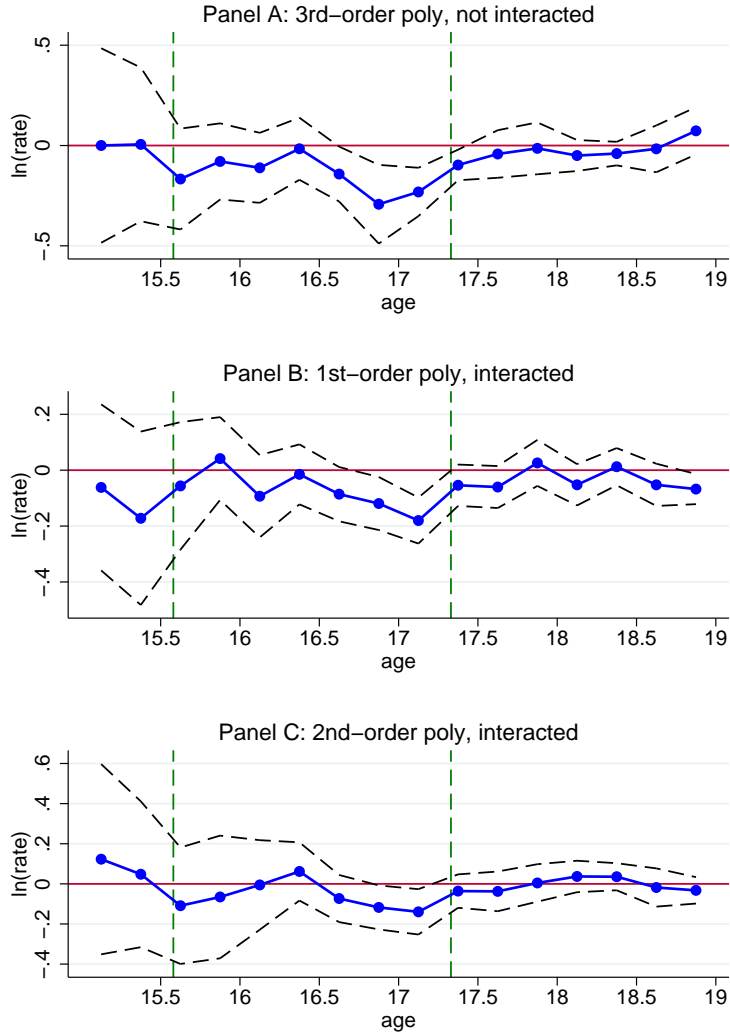 Panel A: 3rd−order poly, not interacted
.5
0
−.5
ln(rate)
15.5 16 16.5 17 17.5 18 18.5 19
age
Panel B: 1st−order poly, interacted
.2
0
−.2
−.4
ln(rate)
15.5 16 16.5 17 17.5 18 18.5 19
age
Panel C: 2nd−order poly, interacted
.6
.4
.2
0
−.2
−.4
ln(rate)
15.5 16 16.5 17 17.5 18 18.5 19
age